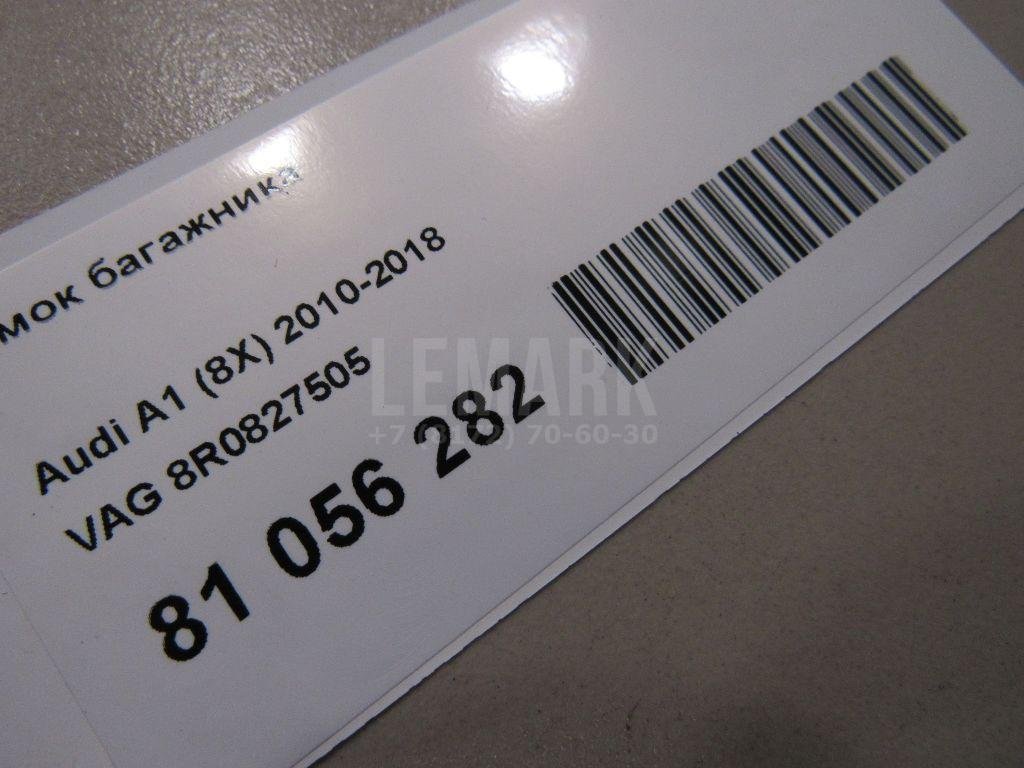 мок багажника
Audi A1 (8X) 2010-2018
VAG 8R0827505
81 056 282
LEMARK
70-60-30